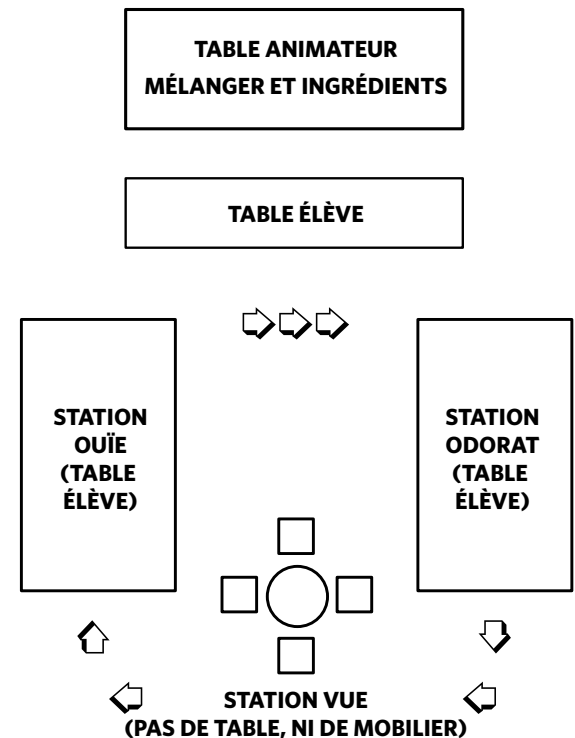 TABLE ANIMATEUR
MÉLANGER ET INGRÉDIENTS
TABLE ÉLÈVE
STATION
OUÏE
(TABLE
ÉLÈVE)
STATION
ODORAT
(TABLE
ÉLÈVE)
STATION VUE
(PAS DE TABLE, NI DE MOBILIER)